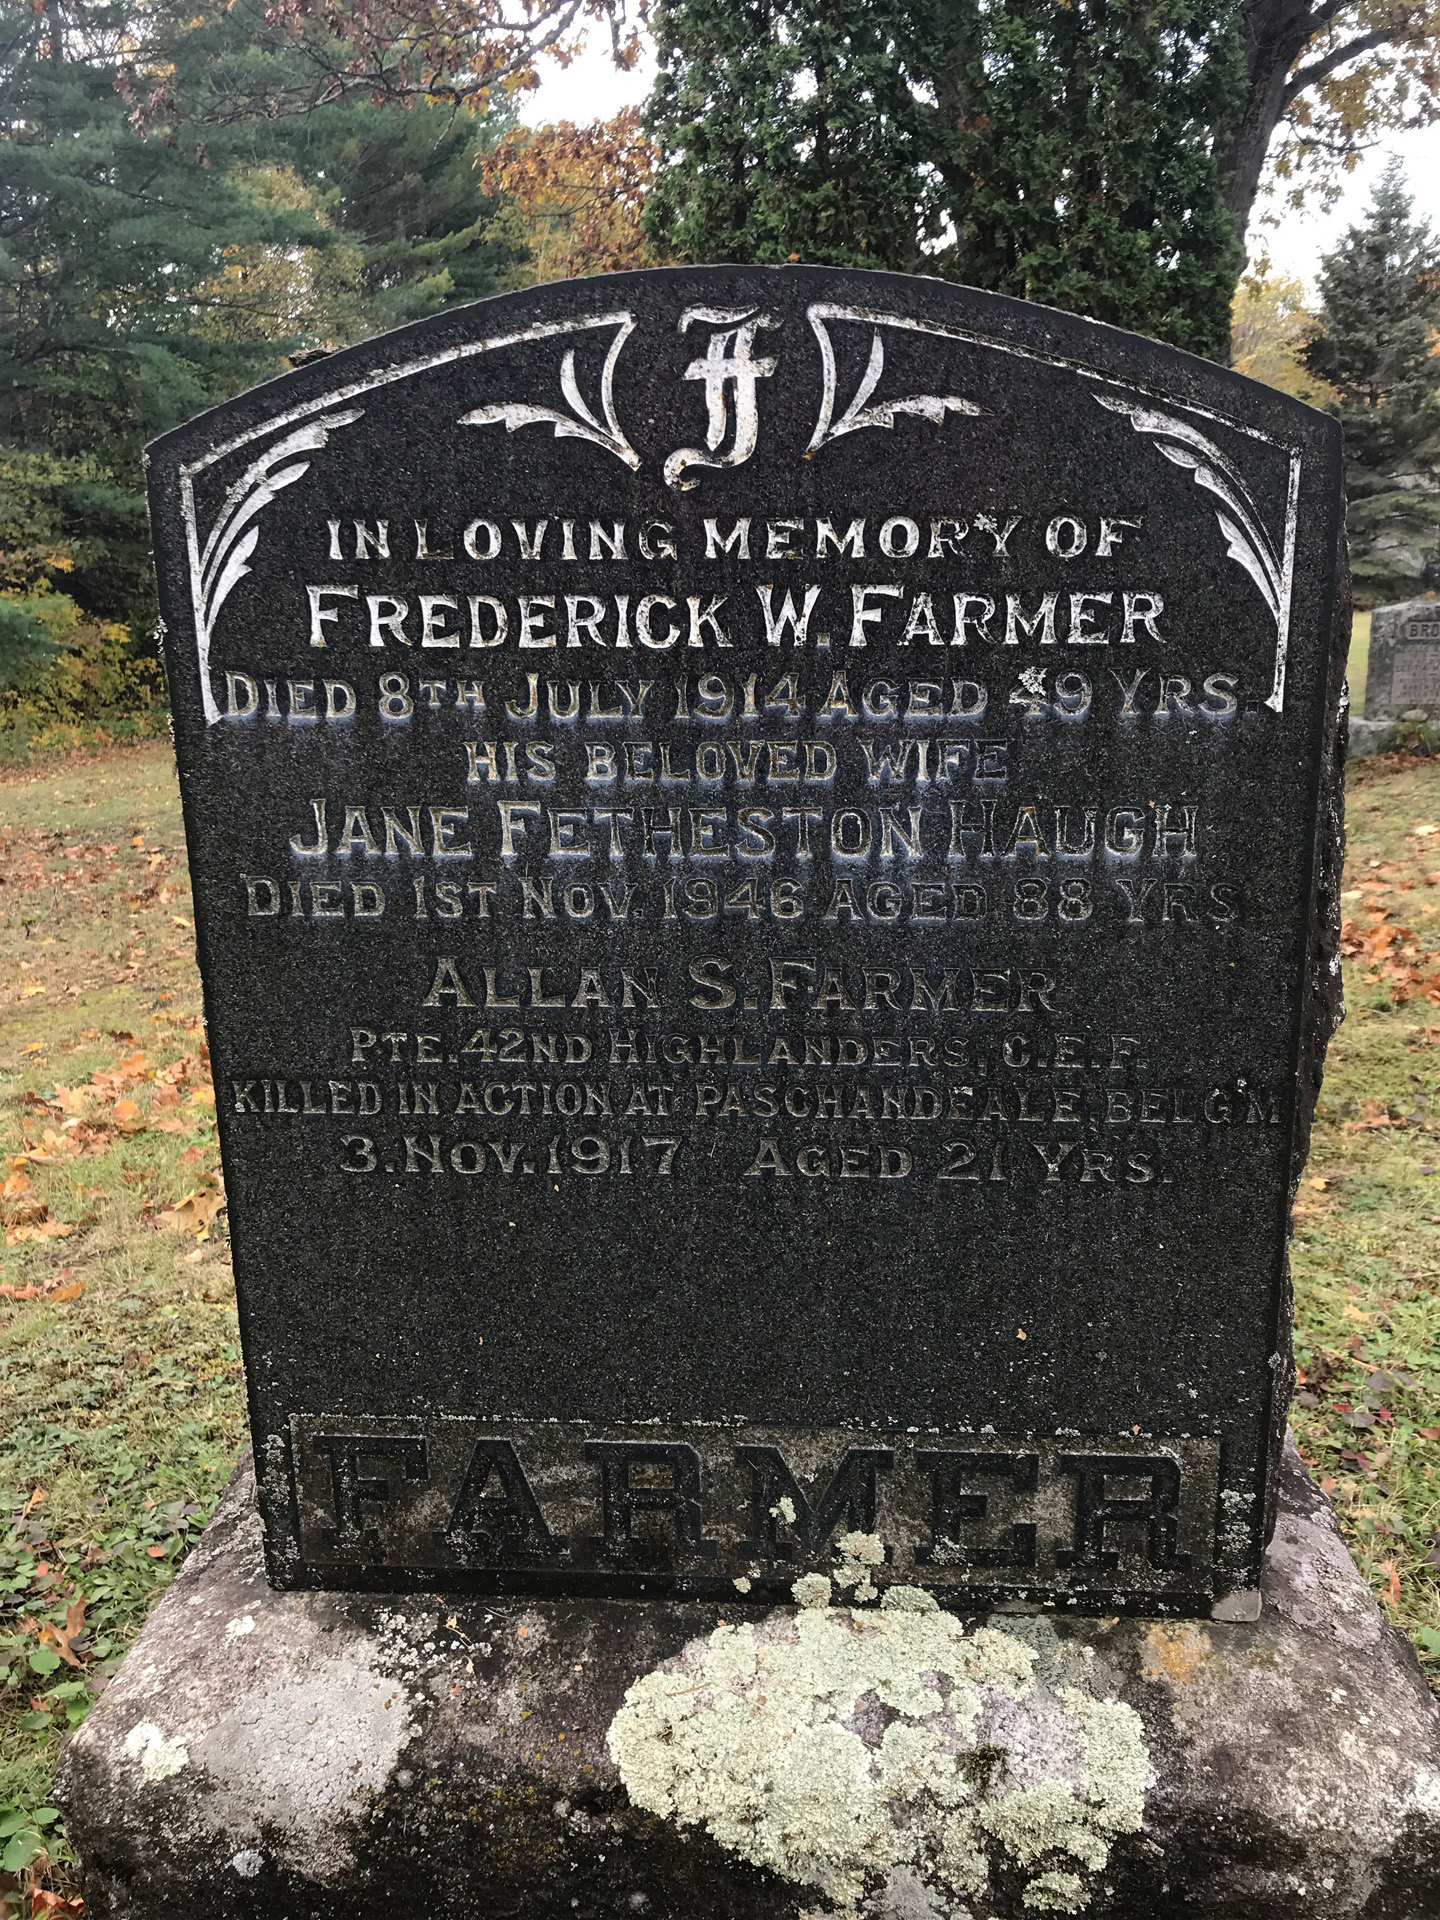 F
IN LOVING MEMORY OF
FREDERICK W. FARMER
DIED 8TH JULY 1914 AGED 49 YRS.
HIS BELOVED WIFE
JANE FETHESTON HAUGH
DIED 1ST NOV. 1946 AGED 88 YRS
ALLAN S. FARMER
PTE. 42ND HIGHLANDERS, C.E.F.
KILLED IN ACTION AT PASCHANDEALE, BELG'M
3. NOV. 1917 AGED 21 YRS.
FARMER